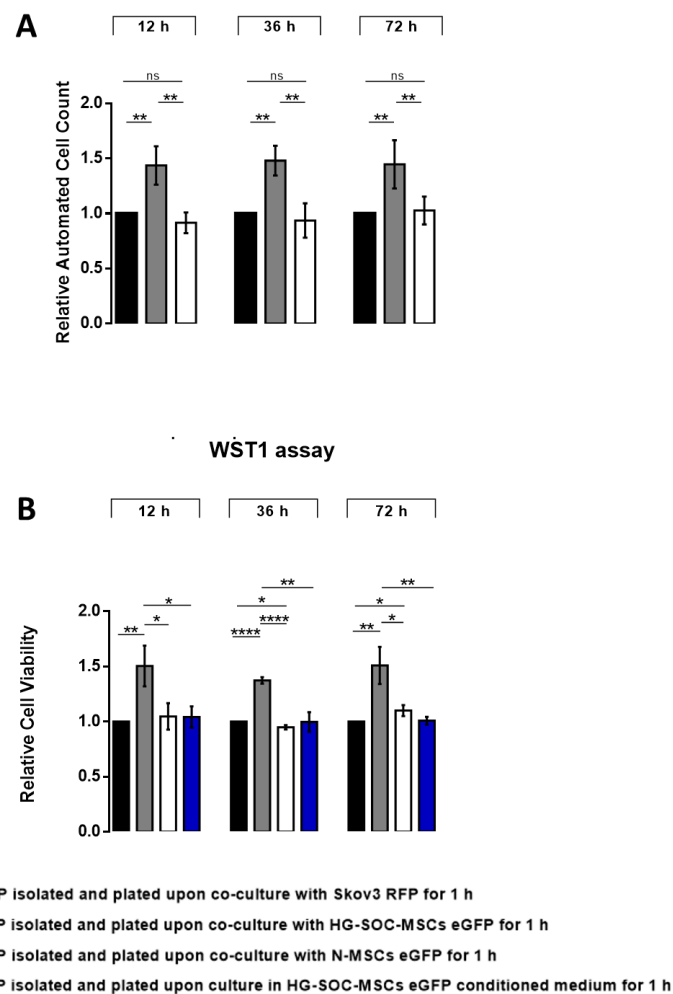 A
12 h
36 h
72 h
ns
ns
ns
**
**
**
**
**
**
Relative Automated Cell Count
2.0
1.5
1.0
0.5
0.0
WST1 assay
B
12 h
36 h
72 h
**
**
*
*
*
**
*
****
****
**
*
Relative Cell Viability
2.0
1.5
1.0
0.5
0.0
P isolated and plated upon co-culture with Skov3 RFP for 1 h
P isolated and plated upon co-culture with HG-SOC-MSCs eGFP for 1 h
P isolated and plated upon co-culture with N-MSCs eGFP for 1 h
P isolated and plated upon culture in HG-SOC-MSCs eGFP conditioned medium for 1 h